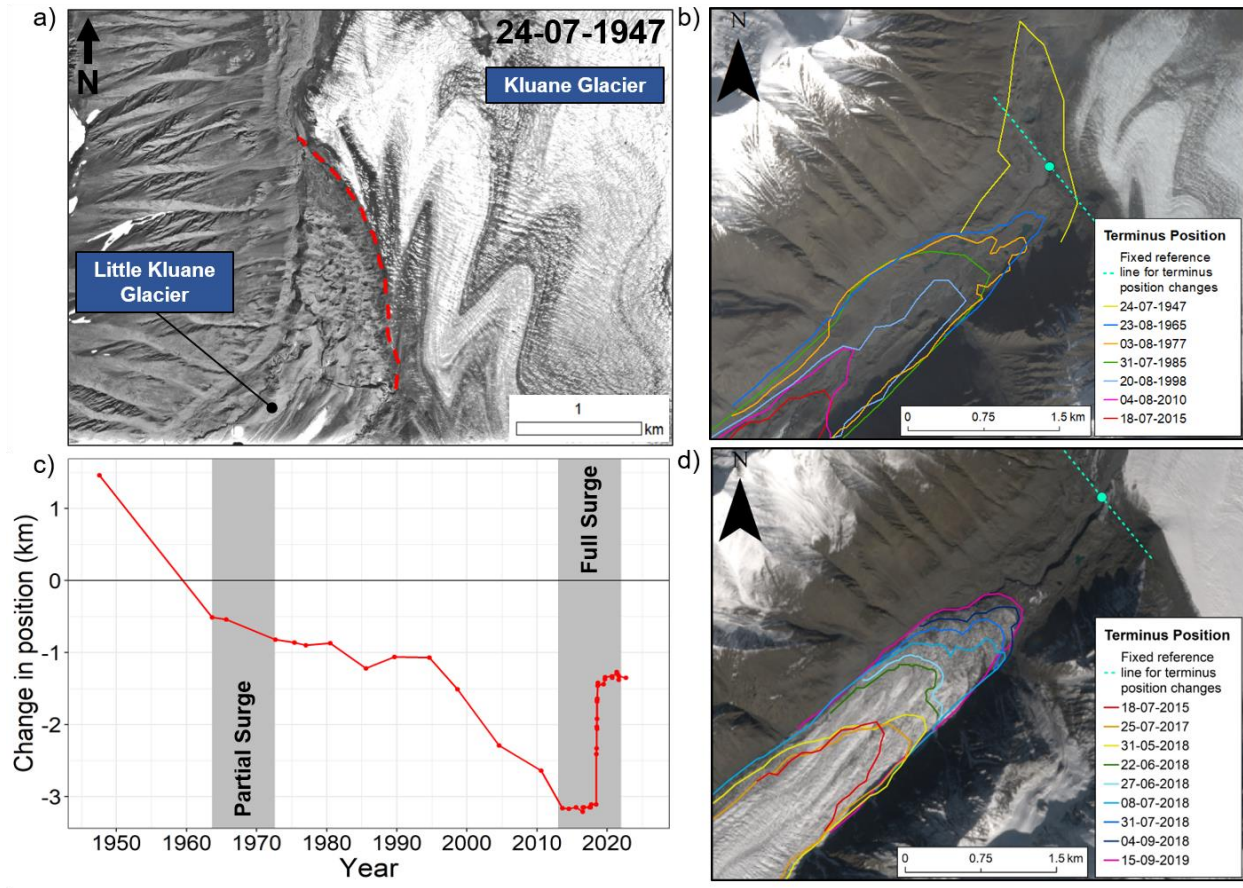 a)
24-07-1947
N
Kluane Glacier
Little Kluane
Glacier
1
km
b)
N
Terminus Position
Fixed reference
line for terminus
position changes
24-07-1947
23-08-1965
03-08-1977
31-07-1985
20-08-1998
04-08-2010
18-07-2015
0 0.75 1.5 km
c)
Change in position (km)
1
0
-1
-2
-3
Partial Surge
Full Surge
1950 1960 1970 1980 1990 2000 2010 2020
Year
d)
N
Terminus Position
Fixed reference
line for terminus
position changes
18-07-2015
25-07-2017
31-05-2018
22-06-2018
27-06-2018
08-07-2018
31-07-2018
04-09-2018
15-09-2019
0 0.75 1.5 km